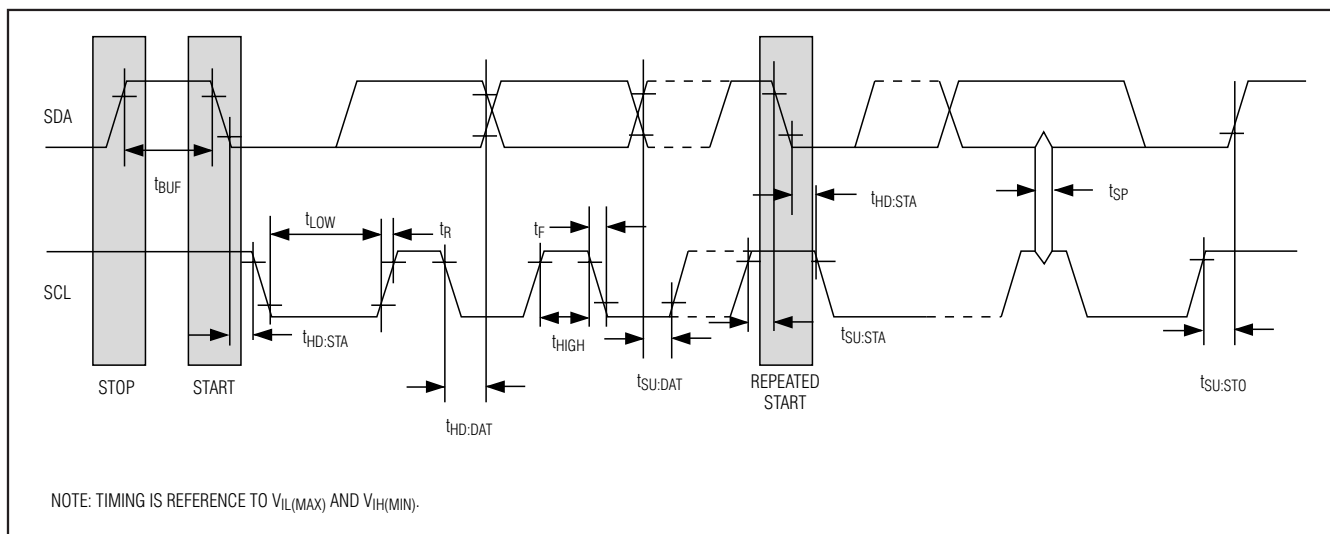 SDA
tBUF
tHD:STA
tSP
tLOW
tR
tF
SCL
tHD:STA
tHIGH
tSU:STA
tSU:DAT
tSU:STO
STOP
START
REPEATED
START
tHD:DAT
NOTE: TIMING IS REFERENCE TO VIL(MAX) AND VIH(MIN).